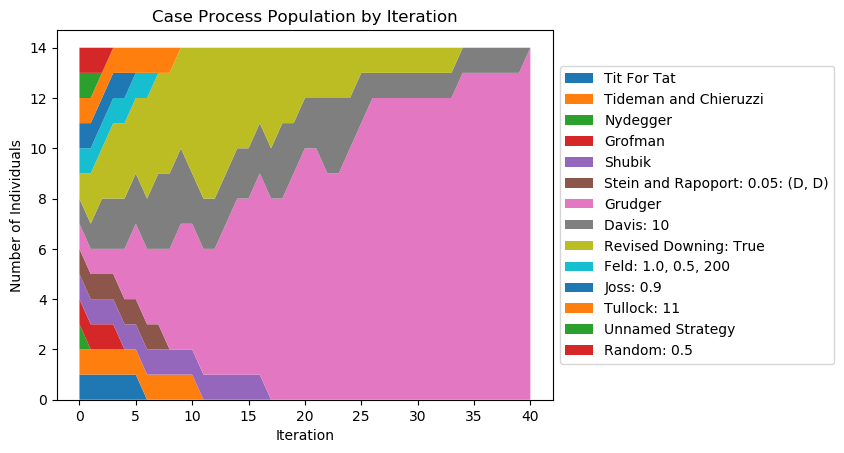 Case Process Population by Iteration
Number of Individuals
14
12
10
8
6
4
2
0
0 5 10 15 20 25 30 35 40
Iteration
Tit For Tat
Tideman and Chieruzzi
Nydegger
Grofman
Shubik
Stein and Rapoport: 0.05: (D, D)
Grudger
Davis: 10
Revised Downing: True
Feld: 1.0, 0.5, 200
Joss: 0.9
Tullock: 11
Unnamed Strategy
Random: 0.5